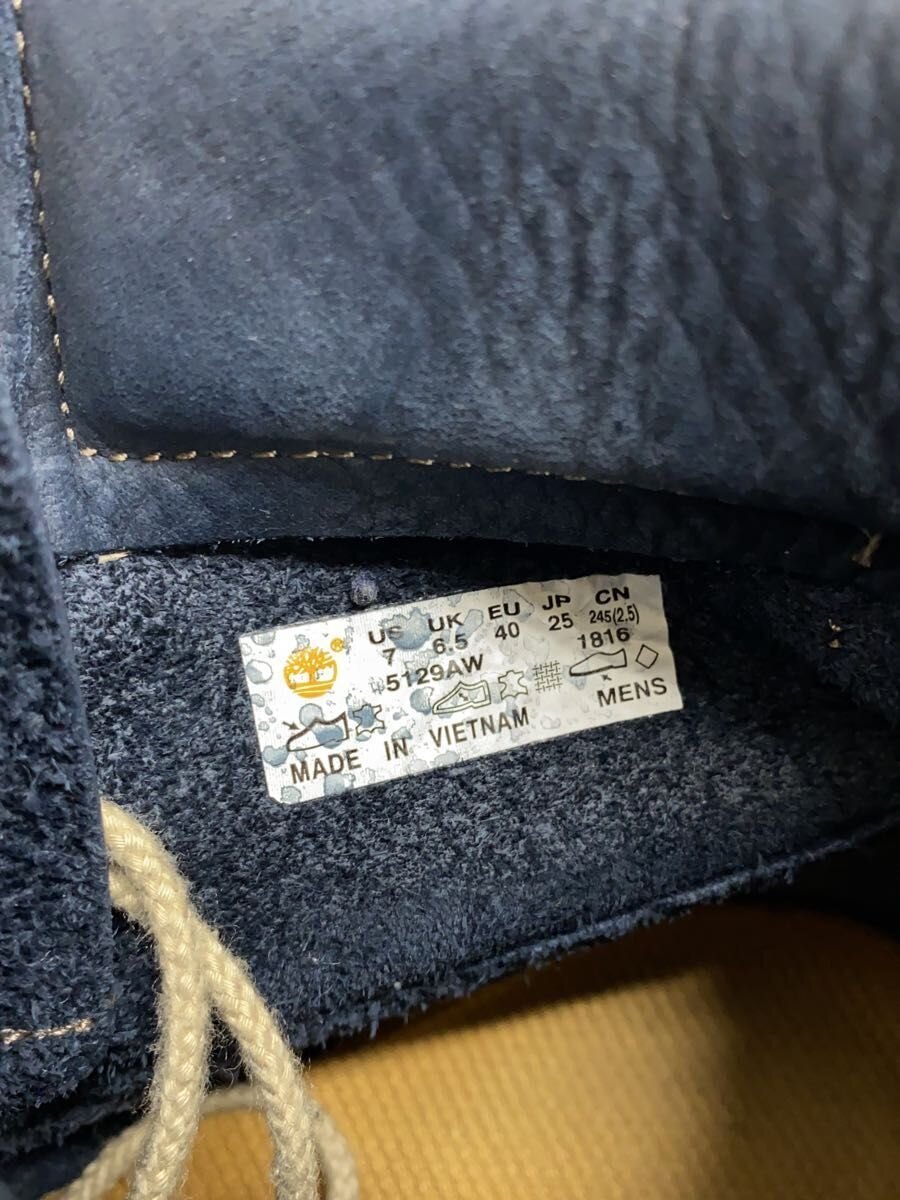 US UK EU JP CN
7 6.5 40 25 245(2.5)
5129AW 1816
MADE IN VIETNAM MENS
®